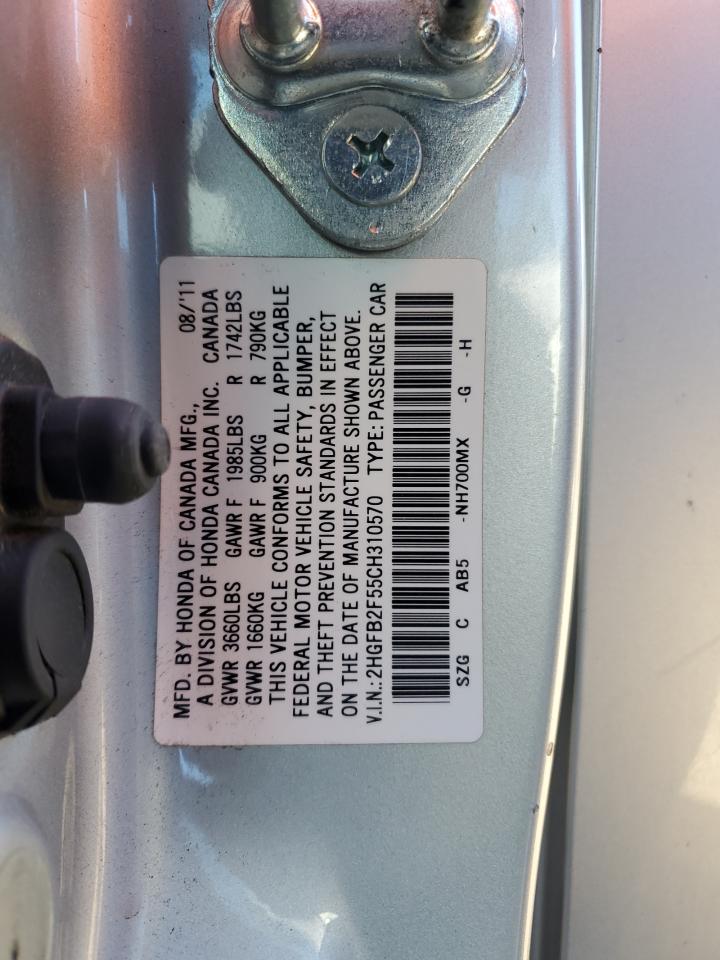 MFD. BY HONDA OF CANADA MFG., 08/'11
A DIVISION OF HONDA CANADA INC. CANADA
GVWR 3660LBS GAWR F 1985LBS R 1742LBS
GVWR 1660KG GAWR F 900KG R 790KG
THIS VEHICLE CONFORMS TO ALL APPLICABLE
FEDERAL MOTOR VEHICLE SAFETY, BUMPER,
AND THEFT PREVENTION STANDARDS IN EFFECT
ON THE DATE OF MANUFACTURE SHOWN ABOVE.
V.I.N.:2HGFB2F55CH310570 TYPE: PASSENGER CAR
SZG C AB5 -NH700MX -G -H